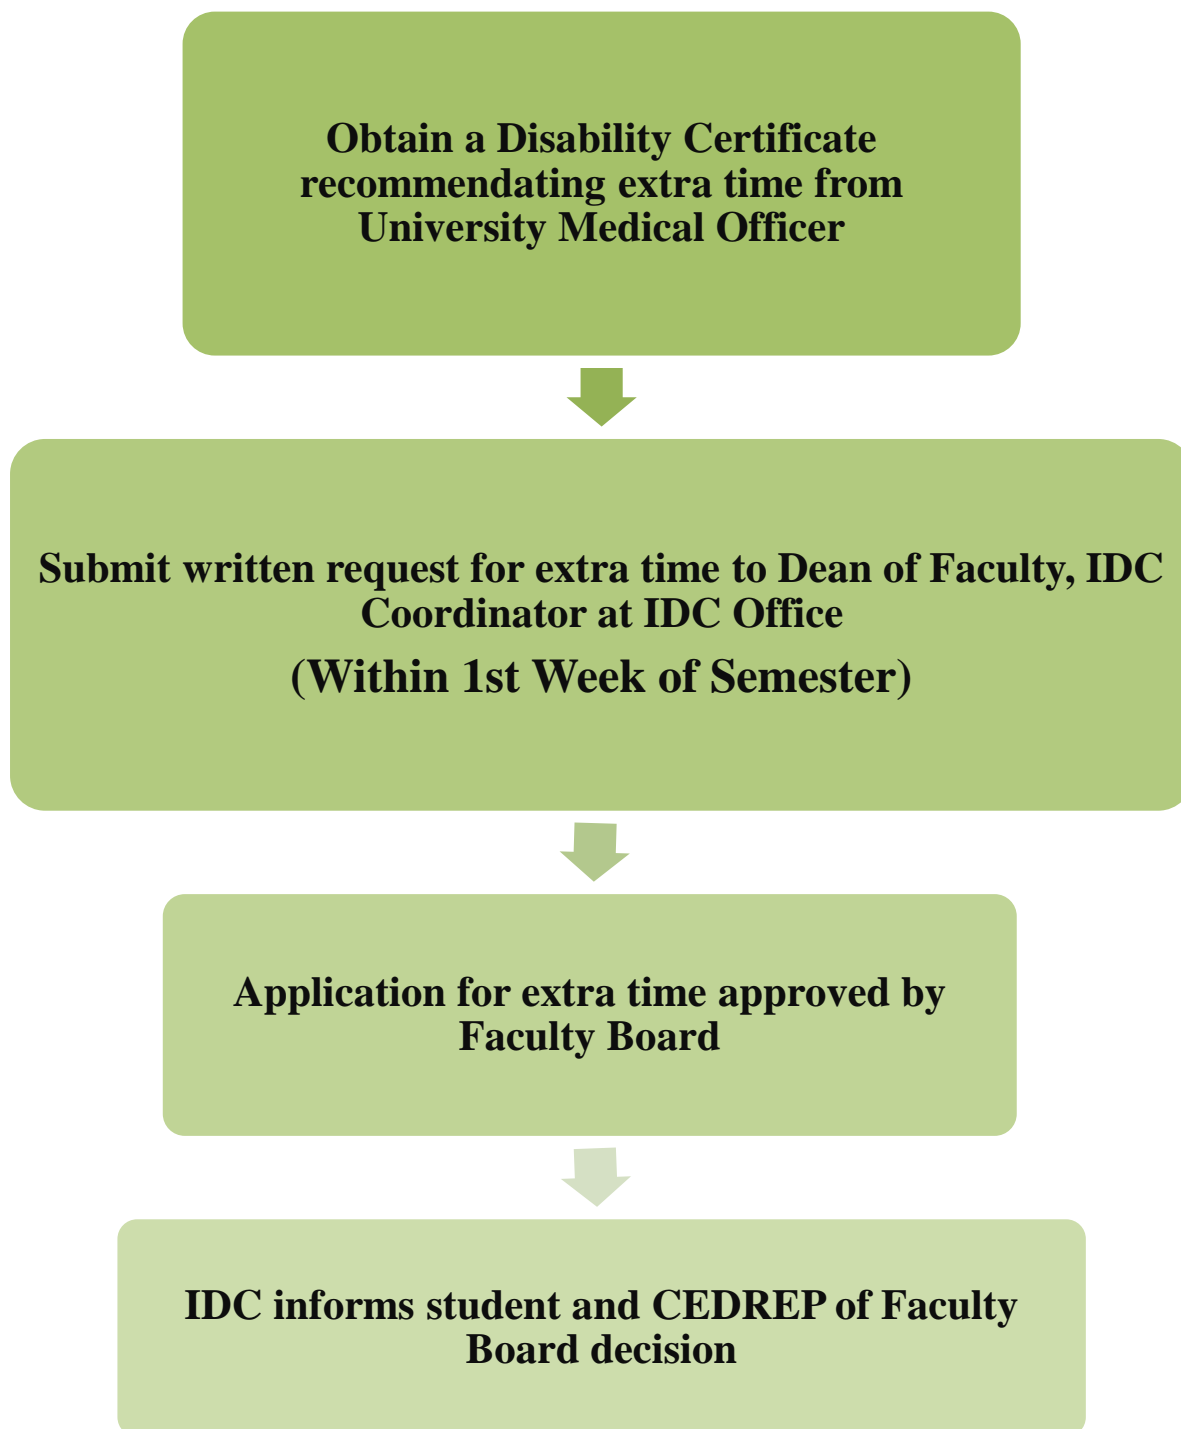 Obtain a Disability Certificate
recommendating extra time from
University Medical Officer
Submit written request for extra time to Dean of Faculty, IDC
Coordinator at IDC Office
(Within 1st Week of Semester)
Application for extra time approved by
Faculty Board
IDC informs student and CEDREP of Faculty
Board decision